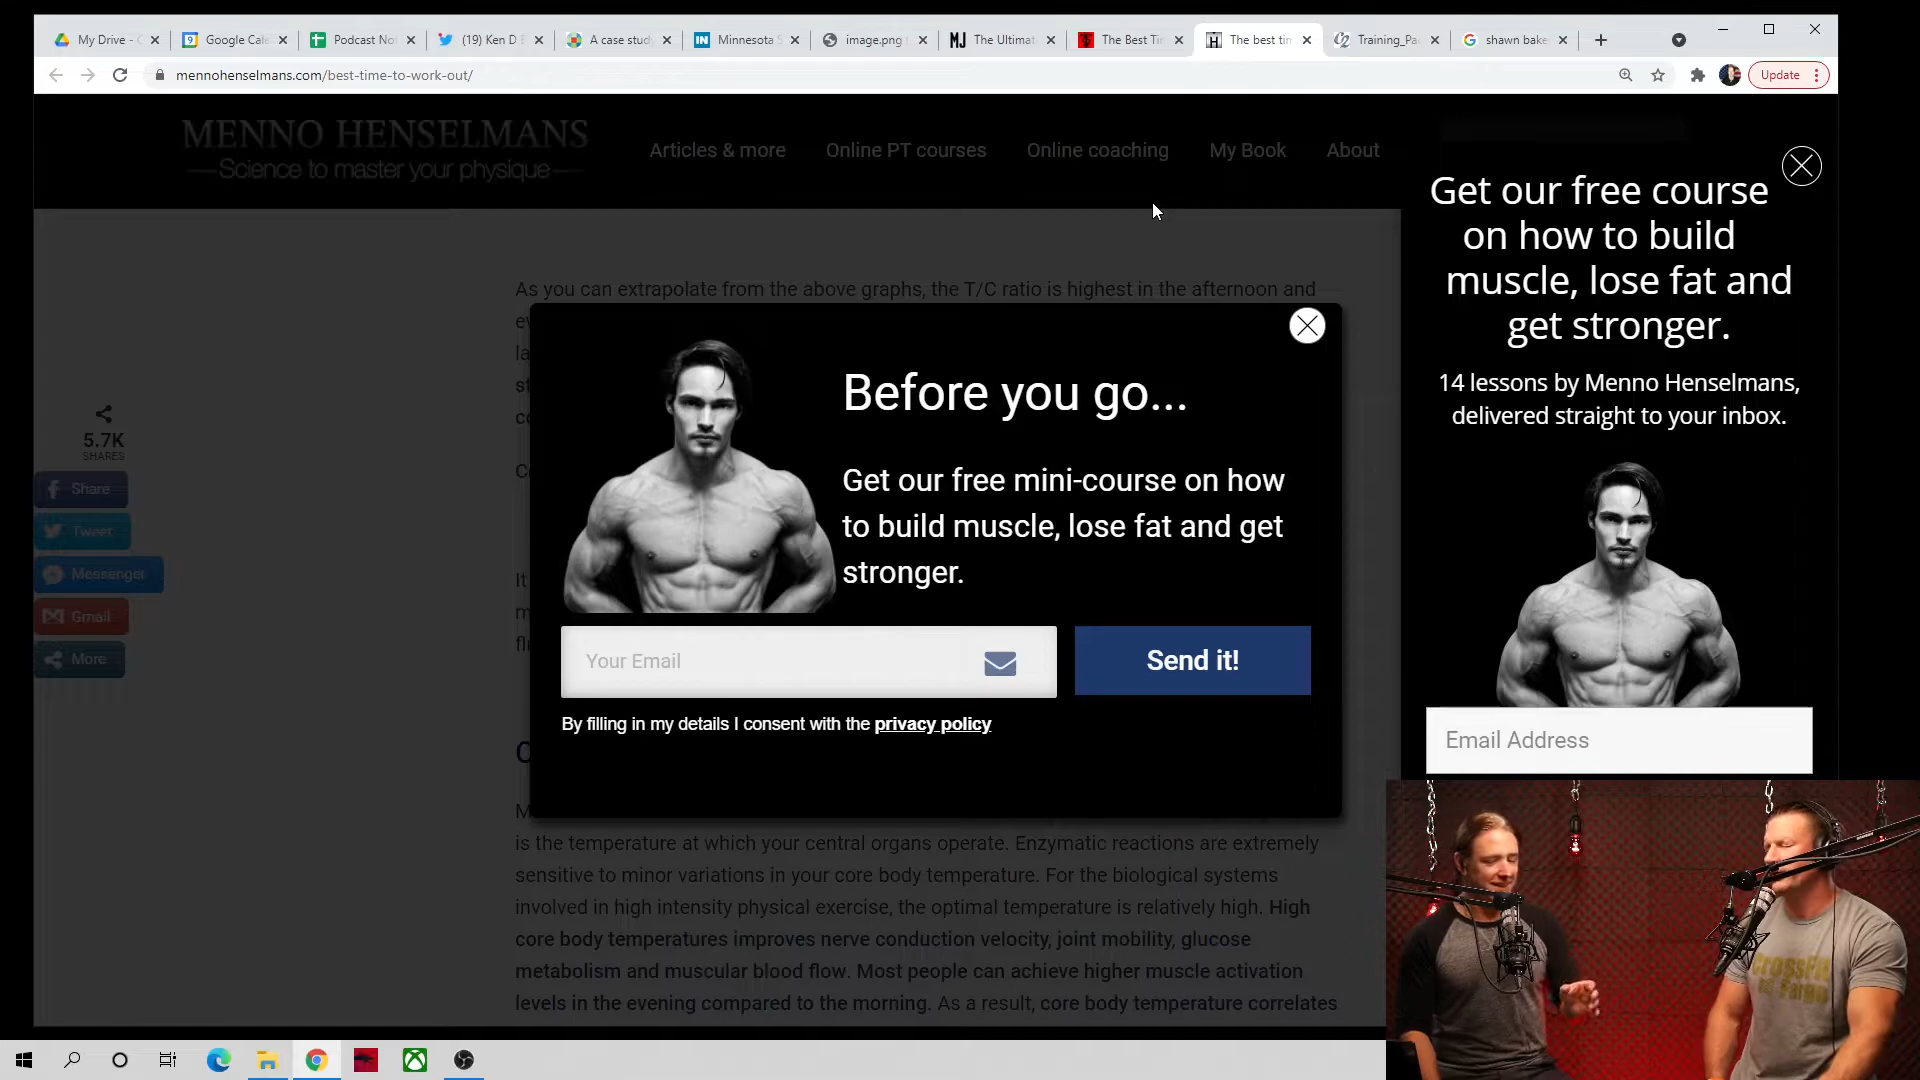 My Drive -
Google Cale
Podcast No
(19) Ken D
A case study
Minnesota S
image.png
The Ultimat
The Best Ti
The best tim
Training_Pa
shawn bake
mennohenselmans.com/best-time-to-work-out/
Update
MENNO HENSELMANS
Science to master your physique
Articles & more
Online PT courses
Online coaching
My Book
About
As you can extrapolate from the above graphs, the T/C ratio is highest in the afternoon and
5.7K
SHARES
Share
Tweet
Messenger
Gmail
More
Before you go...
Get our free mini-course on how
to build muscle, lose fat and get
stronger.
Your Email
Send it!
By filling in my details I consent with the privacy policy
It
is the temperature at which your central organs operate. Enzymatic reactions are extremely
sensitive to minor variations in your core body temperature. For the biological systems
involved in high intensity physical exercise, the optimal temperature is relatively high. High
core body temperatures improves nerve conduction velocity, joint mobility, glucose
metabolism and muscular blood flow. Most people can achieve higher muscle activation
levels in the evening compared to the morning. As a result, core body temperature correlates
Get our free course
on how to build
muscle, lose fat and
get stronger.
14 lessons by Menno Henselmans,
delivered straight to your inbox.
Email Address
CrossFit